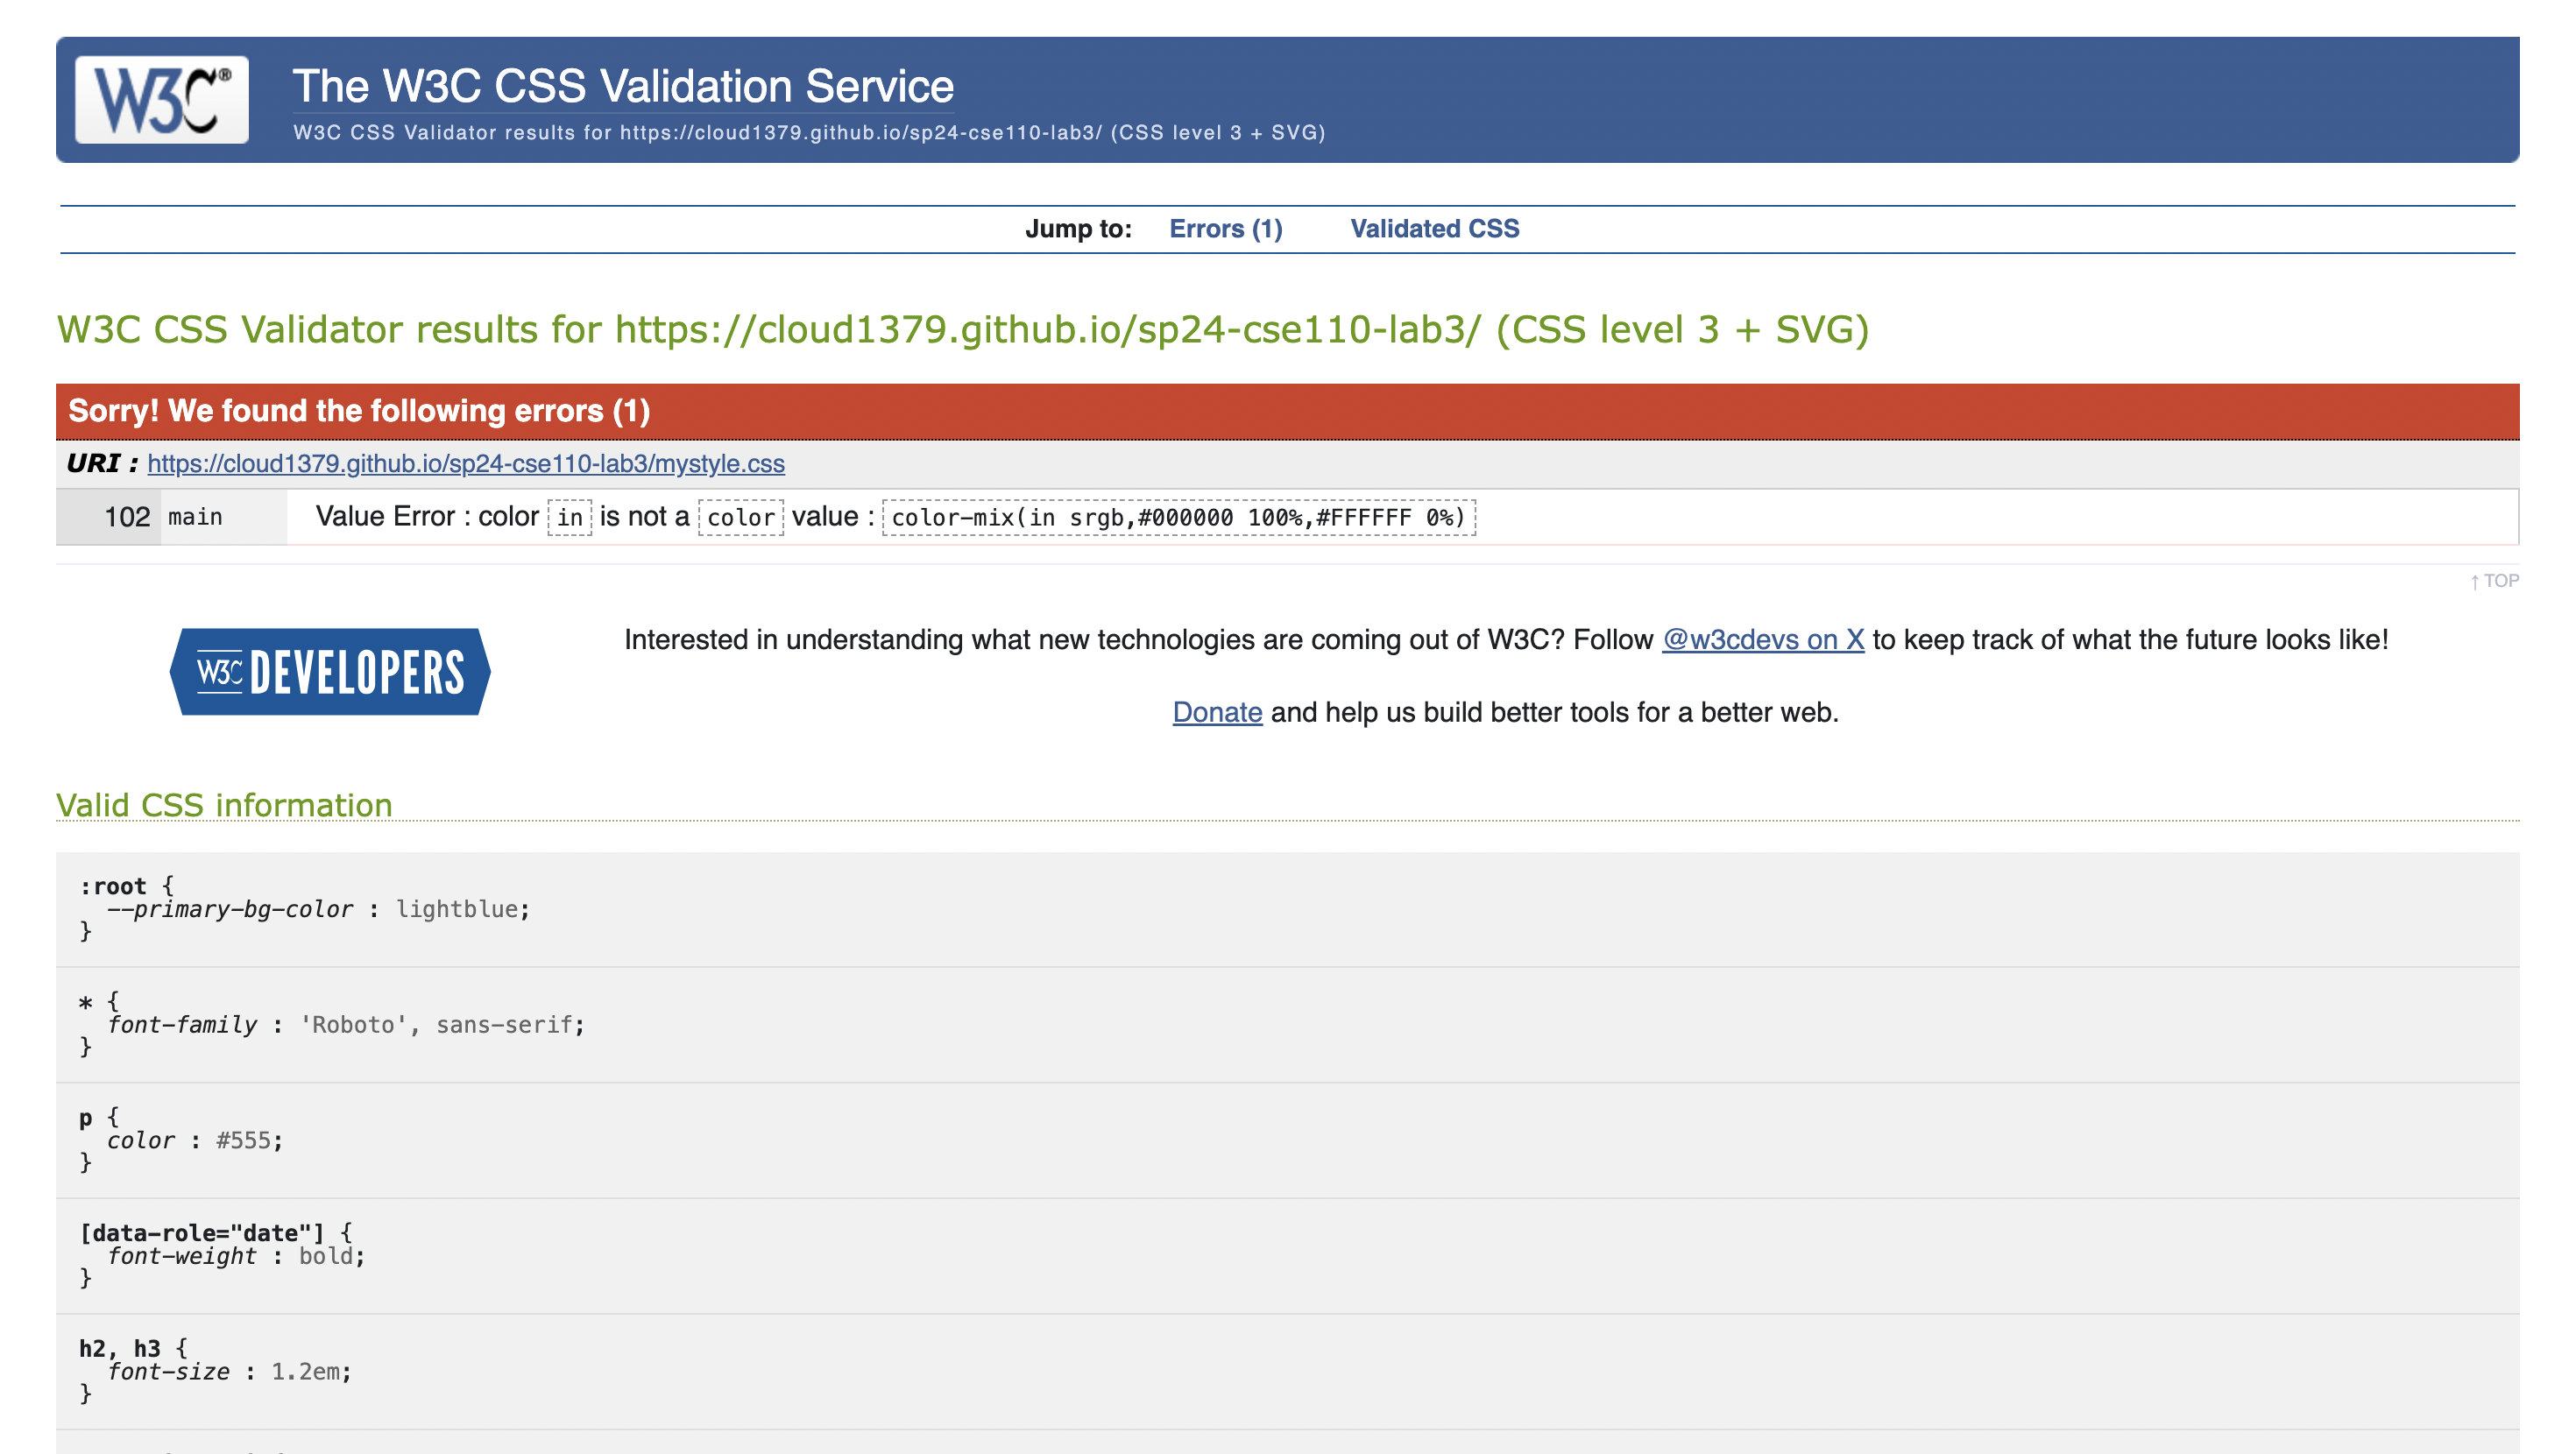 W3C®
The W3C CSS Validation Service
W3C CSS Validator results for https://cloud1379.github.io/sp24-cse110-lab3/ (CSS level 3 + SVG)
Jump to: Errors (1) Validated CSS
W3C CSS Validator results for https://cloud1379.github.io/sp24-cse110-lab3/ (CSS level 3 + SVG)
Sorry! We found the following errors (1)
URI : https://cloud1379.github.io/sp24-cse110-lab3/mystyle.css
102 main Value Error : color in is not a color value : color-mix(in srgb,#000000 100%,#FFFFFF 0%)
↑ TOP
W3C DEVELOPERS
Interested in understanding what new technologies are coming out of W3C? Follow @w3cdevs on X to keep track of what the future looks like!
Donate and help us build better tools for a better web.
Valid CSS information
:root {
--primary-bg-color : lightblue;
}
* {
font-family : 'Roboto', sans-serif;
}
p {
color : #555;
}
[data-role="date"] {
font-weight : bold;
}
h2, h3 {
font-size : 1.2em;
}